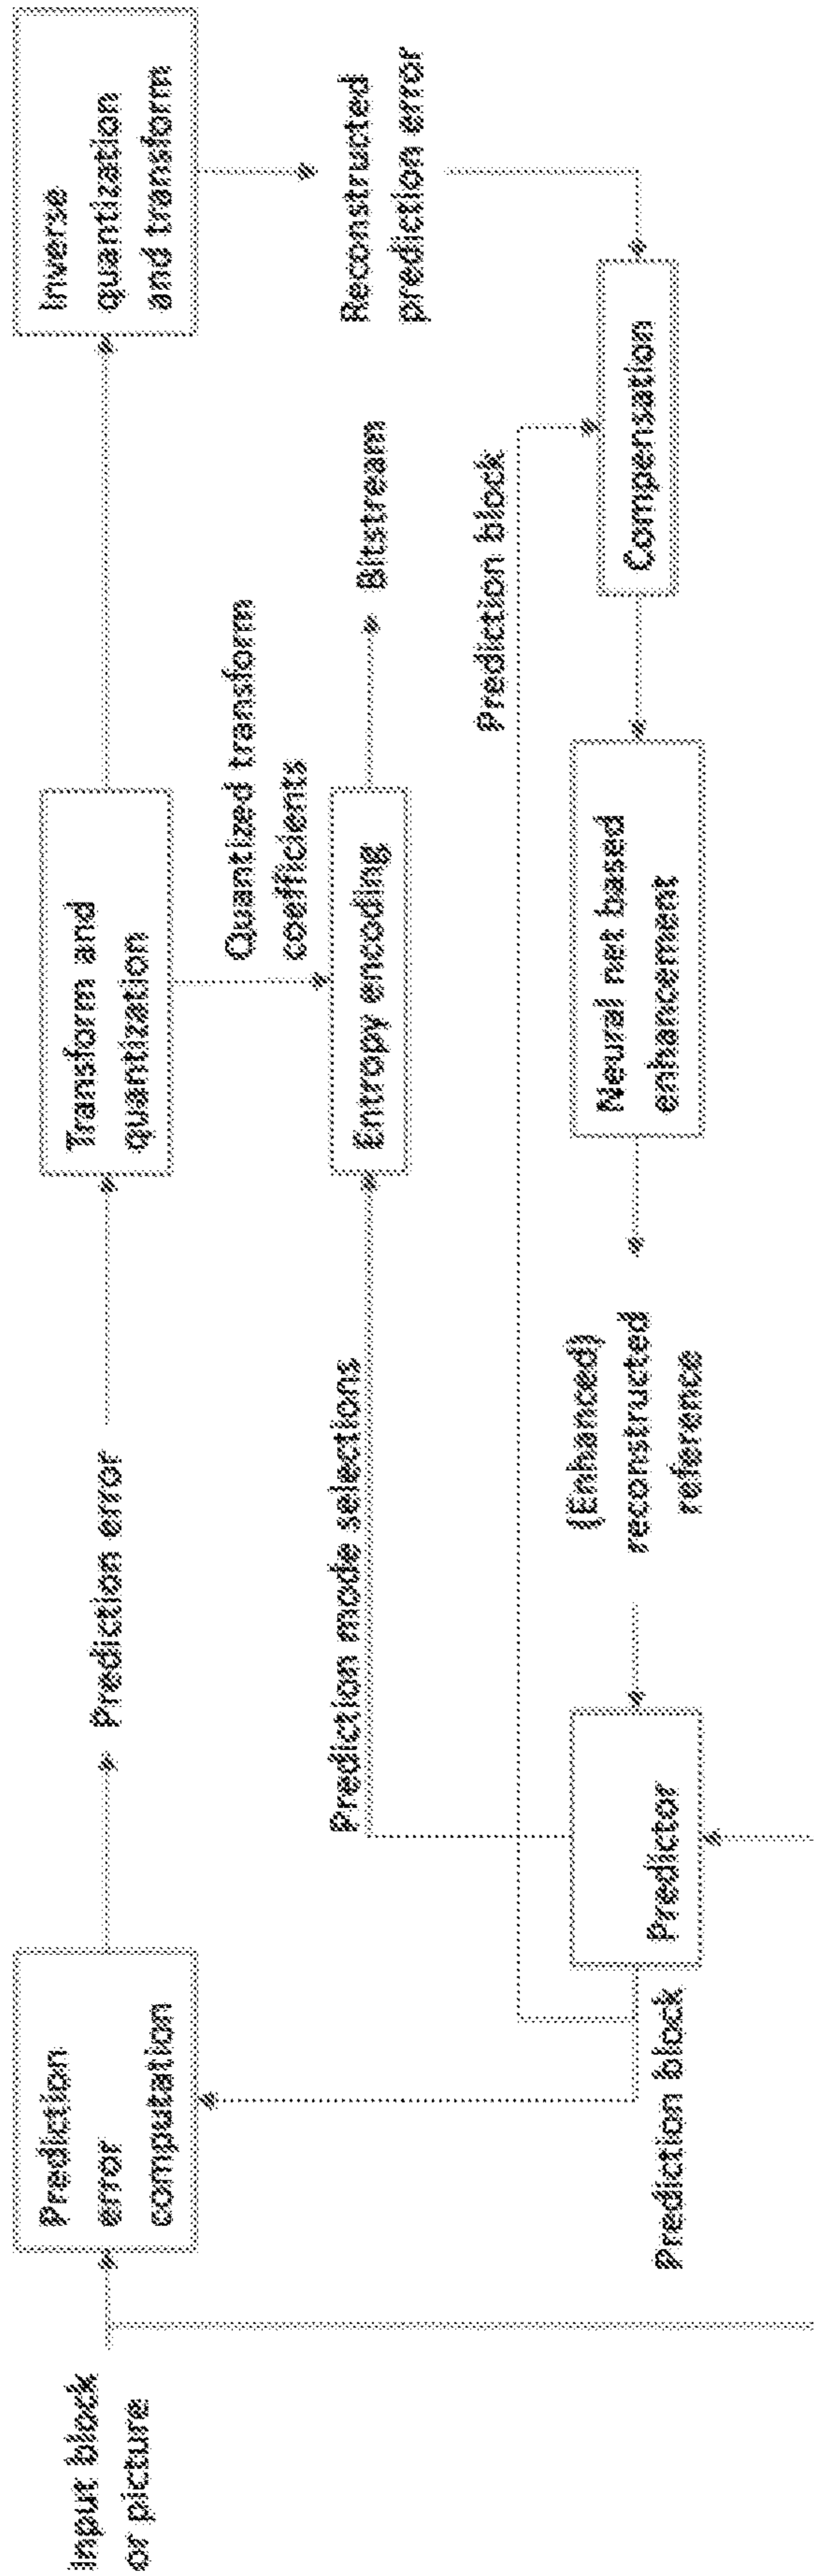 Input block
or picture
Prediction
error
computation
Prediction error
Transform and
quantization
Inverse
quantization
and transform
Quantized transform
coefficients
Reconstructed
prediction error
Prediction mode selections
Entropy encoding
Bitstream
Prediction block
Prediction block
Predictor
(Enhanced)
reconstructed
reference
Neural net based
enhancement
Compensation